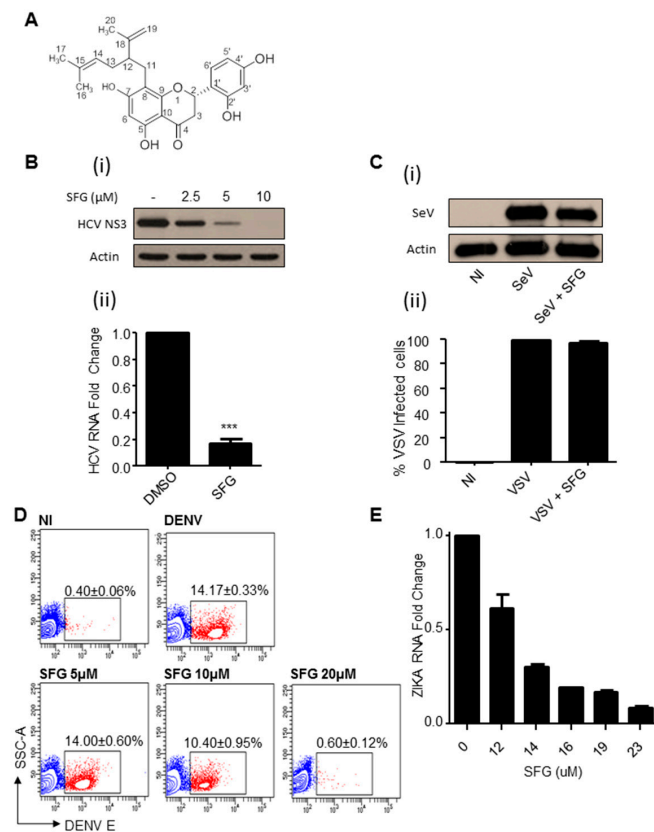 A
20
19
18
17
14
15
13
12
11
16
5'
4'
OH
6'
3'
1'
2'
OH
HO
7
8
9
O
1
2
6
5
10
4
3
OH
O
B
(i)
SFG (μM) - 2.5 5 10
HCV NS3
Actin
(ii)
HCV RNA Fold Change
1.0
0.8
0.6
0.4
0.2
0.0
***
DMSO
SFG
C
(i)
SeV
Actin
NI
SeV
SeV + SFG
(ii)
% VSV Infected cells
100
80
60
40
20
0
NI
VSV
VSV + SFG
D
NI
0.40±0.06%
DENV
14.17±0.33%
SFG 5μM
14.00±0.60%
SFG 10μM
10.40±0.95%
SFG 20μM
0.60±0.12%
SSC-A
DENV E
E
ZIKA RNA Fold Change
1.0
0.5
0.0
0
12
14
16
19
23
SFG (uM)